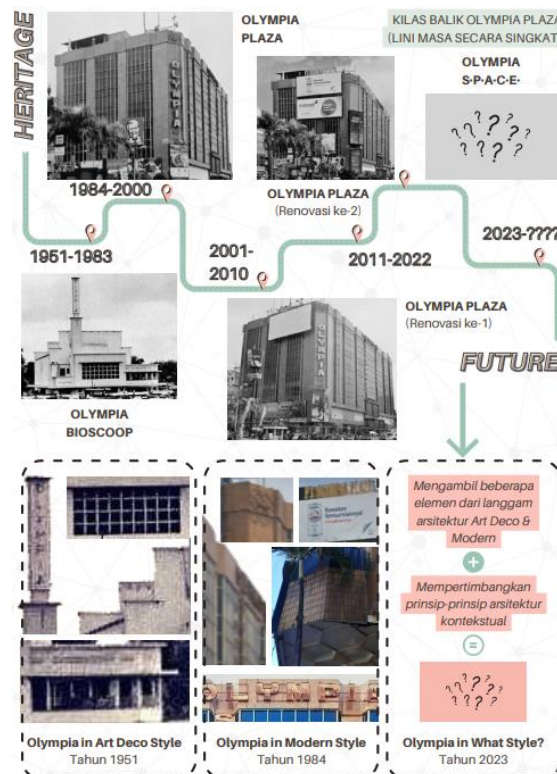 HERITAGE
OLYMPIA
PLAZA
KILAS BALIK OLYMPIA PLAZA
(LINI MASA SECARA SINGKAT)
OLYMPIA
S·P·A·C·E·
OLYMPIA
? ? ? ? ? ? ? ? ?
1984-2000
OLYMPIA PLAZA
(Renovasi ke-2)
1951-1983
2001-
2010
2011-2022
2023-????
OLYMPIA PLAZA
(Renovasi ke-1)
OLYMPIA
FUTURE
OLYMPIA
BIOSCOOP
Mengambil beberapa
elemen dari langgam
arsitektur Art Deco &
Modern
+
Mempertimbangkan
prinsip-prinsip arsitektur
kontekstual
=
? ? ? ? ? ? ? ? ?
Olympia in Art Deco Style
Tahun 1951
Olympia in Modern Style
Tahun 1984
Olympia in What Style?
Tahun 2023